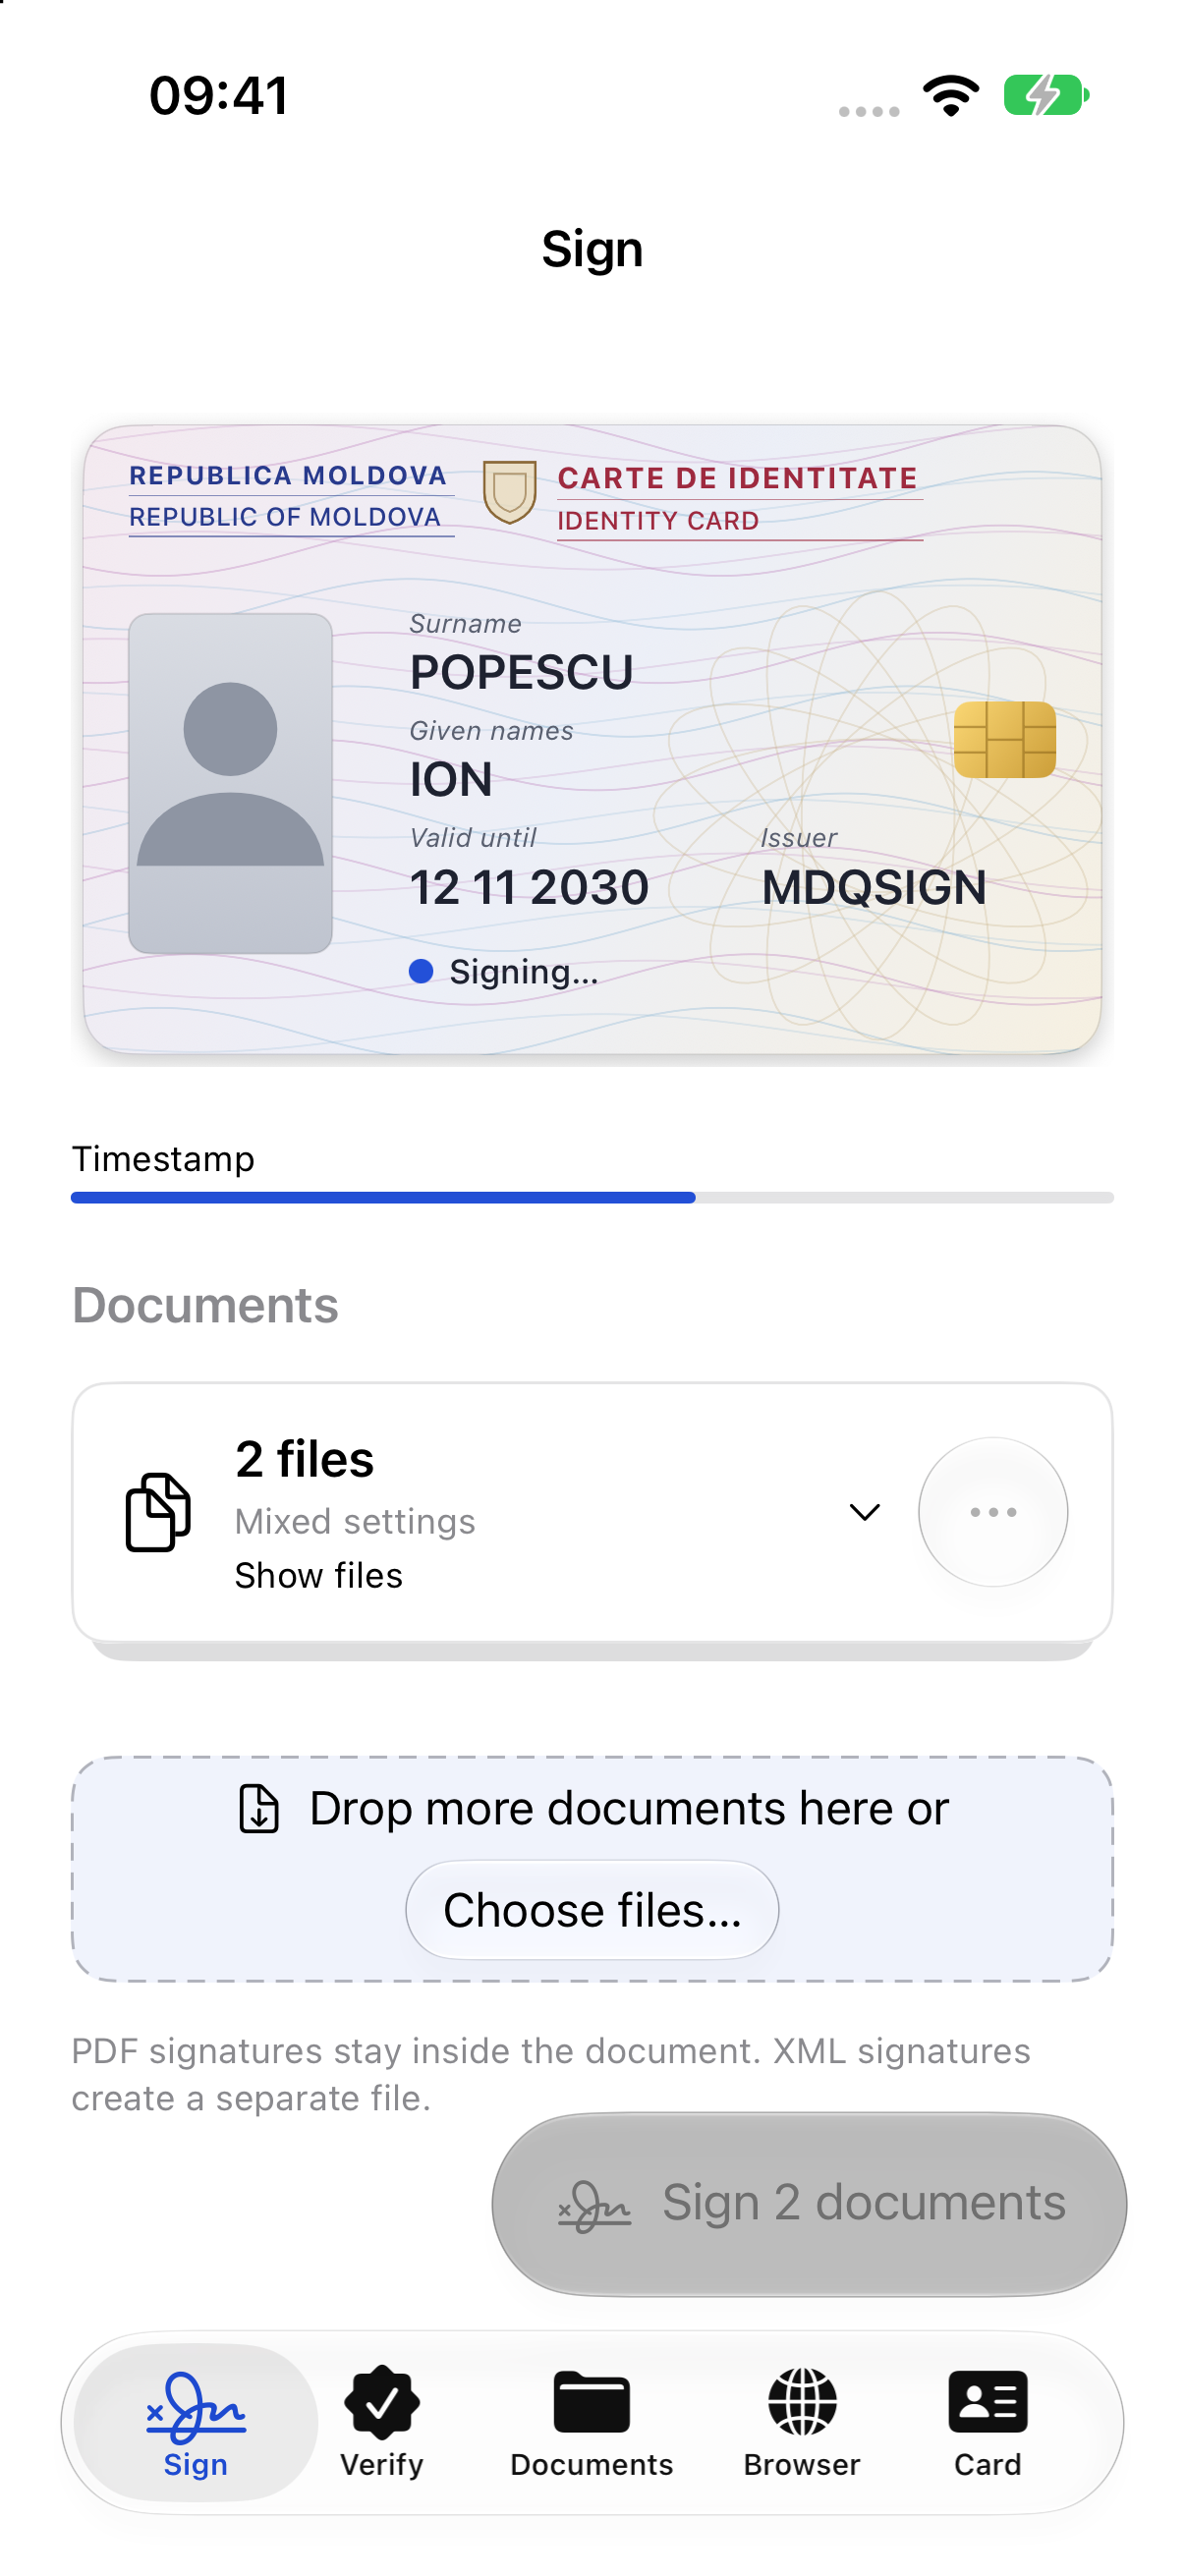 09:41
Sign
REPUBLICA MOLDOVA
REPUBLIC OF MOLDOVA
CARTE DE IDENTITATE
IDENTITY CARD
Surname
POPESCU
Given names
ION
Valid until
12 11 2030
Issuer
MDQSIGN
Signing...
Timestamp
Documents
2 files
Mixed settings
Show files
Drop more documents here or
Choose files...
PDF signatures stay inside the document. XML signatures
create a separate file.
Sign 2 documents
Sign
Verify
Documents
Browser
Card